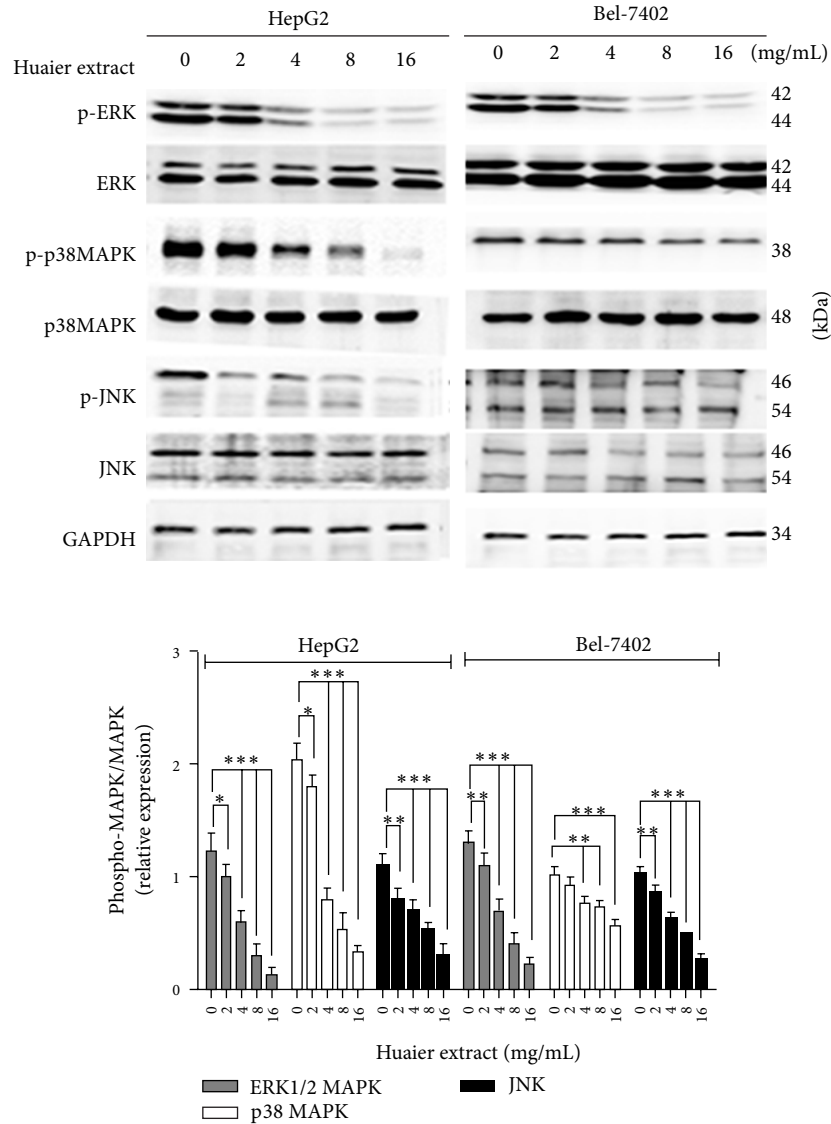 HepG2 Bel-7402
Huaier extract 0 2 4 8 16 0 2 4 8 16 (mg/mL)
p-ERK 42
44
ERK 42
44
p-p38MAPK 38
p38MAPK 48
(kDa)
p-JNK 46
54
JNK 46
54
GAPDH 34
HepG2 Bel-7402
Phospho-MAPK/MAPK
(relative expression)
3
2
1
0
*** * *** * *** ** *** ** *** ** *** **
0 2 4 8 16 0 2 4 8 16 0 2 4 8 16 0 2 4 8 16 0 2 4 8 16 0 2 4 8 16
Huaier extract (mg/mL)
ERK1/2 MAPK JNK
p38 MAPK